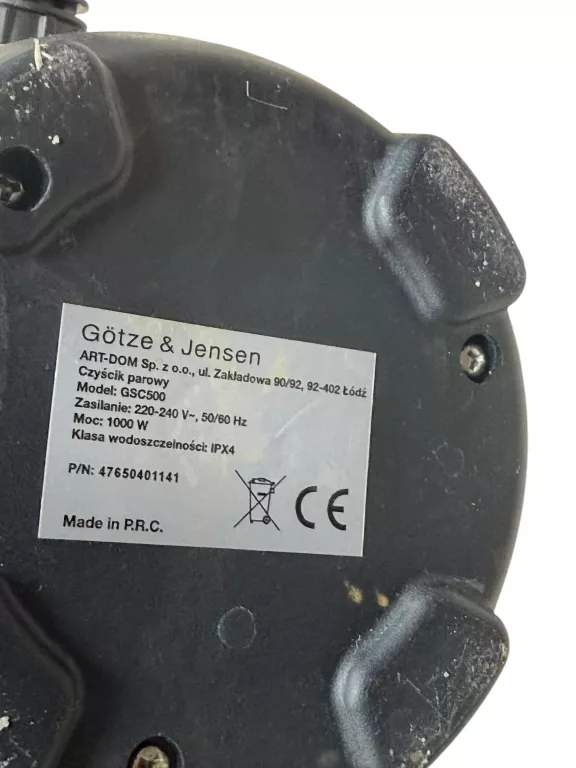 Götze & Jensen
ART-DOM Sp. z o.o., ul. Zakładowa 90/92, 92-402 Łódź
Czyścik parowy
Model: GSC500
Zasilanie: 220-240 V~, 50/60 Hz
Moc: 1000 W
Klasa wodoszczelności: IPX4
P/N: 47650401141
CE
Made in P.R.C.